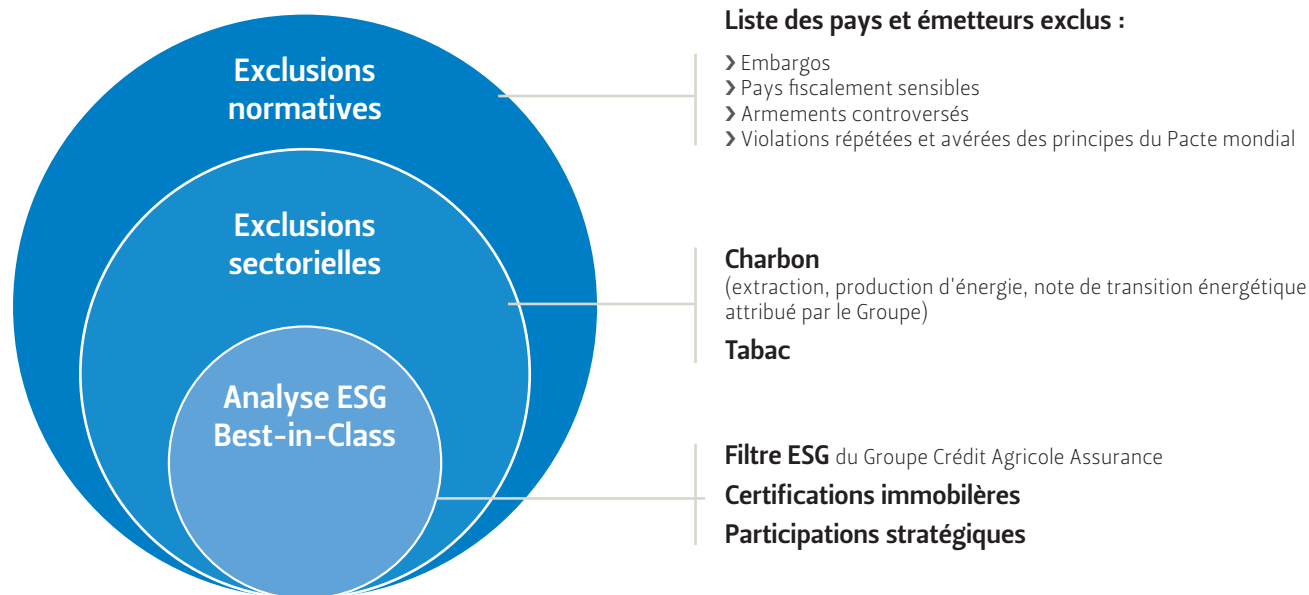 Exclusions
normatives
Exclusions
sectorielles
Analyse ESG
Best-in-Class
Liste des pays et émetteurs exclus :
› Embargos
› Pays fiscalement sensibles
› Armements controversés
› Violations répétées et avérées des principes du Pacte mondial
Charbon
(extraction, production d'énergie, note de transition énergétique
attribué par le Groupe)
Tabac
Filtre ESG du Groupe Crédit Agricole Assurance
Certifications immobilères
Participations stratégiques